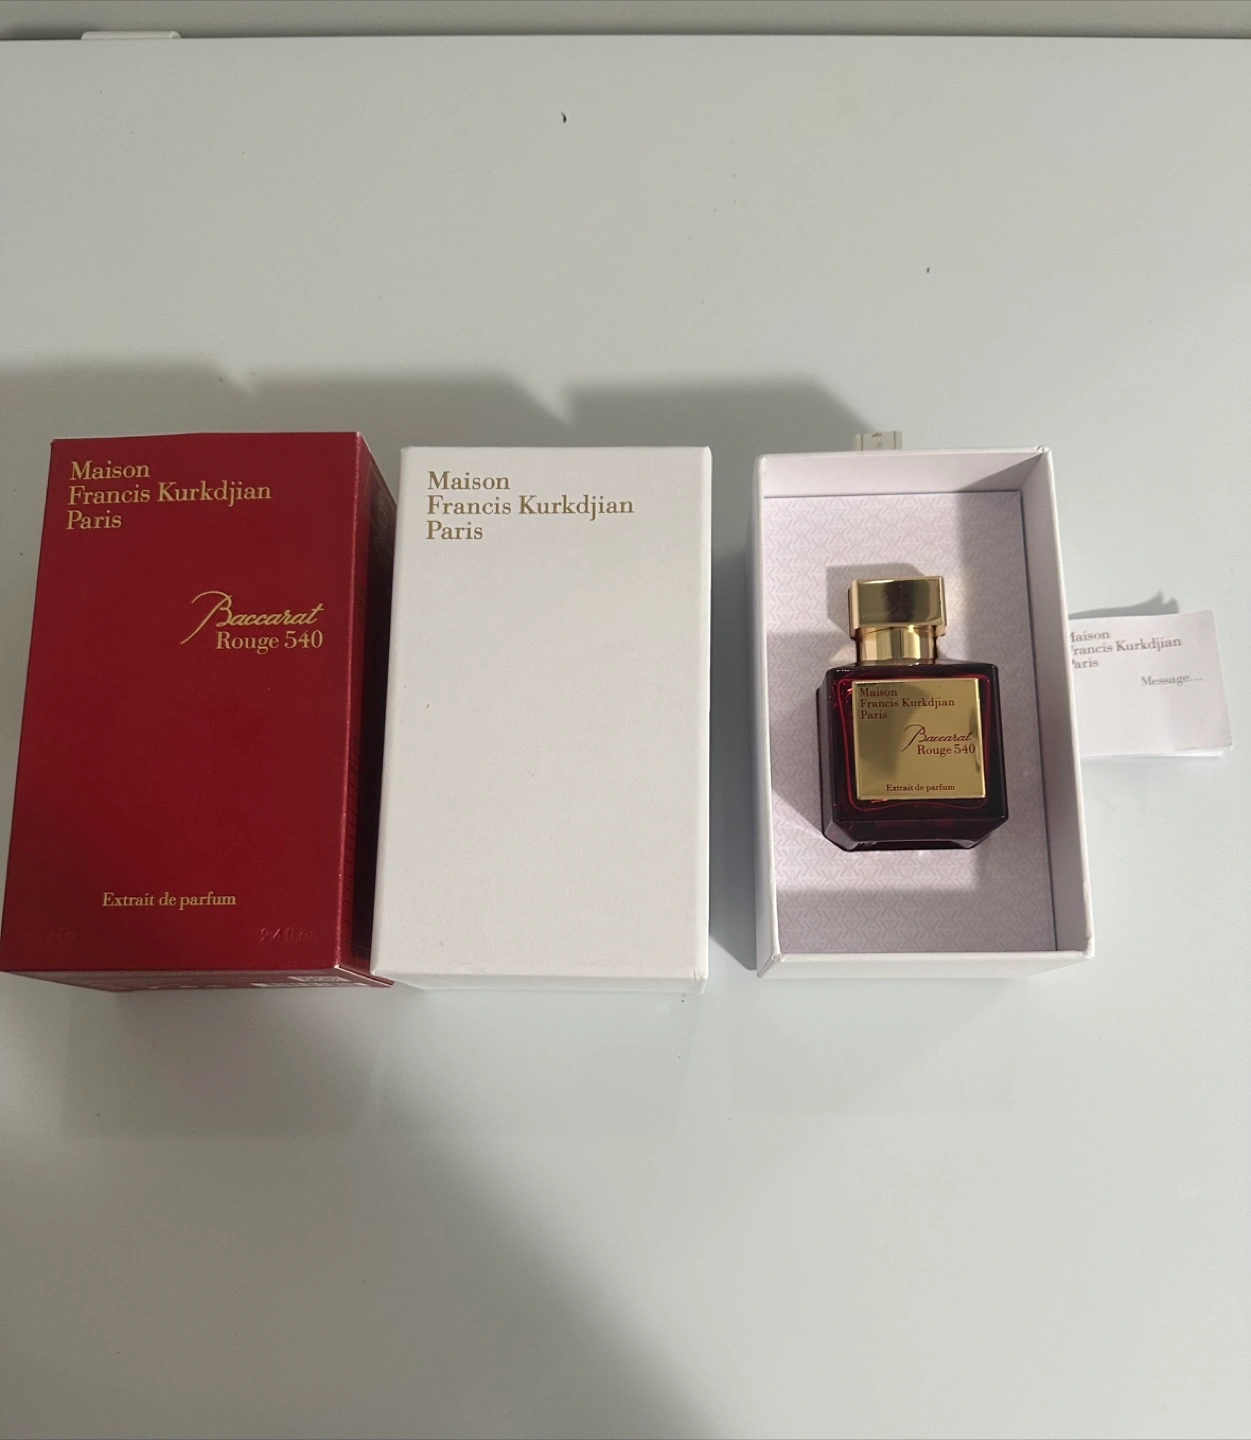 Maison
Francis Kurkdjian
Paris
Baccarat
Rouge 540
Extrait de parfum
Maison
Francis Kurkdjian
Paris
Maison
Francis Kurkdjian
Paris
Baccarat
Rouge 540
Extrait de parfum
Maison
Francis Kurkdjian
Paris
Message...